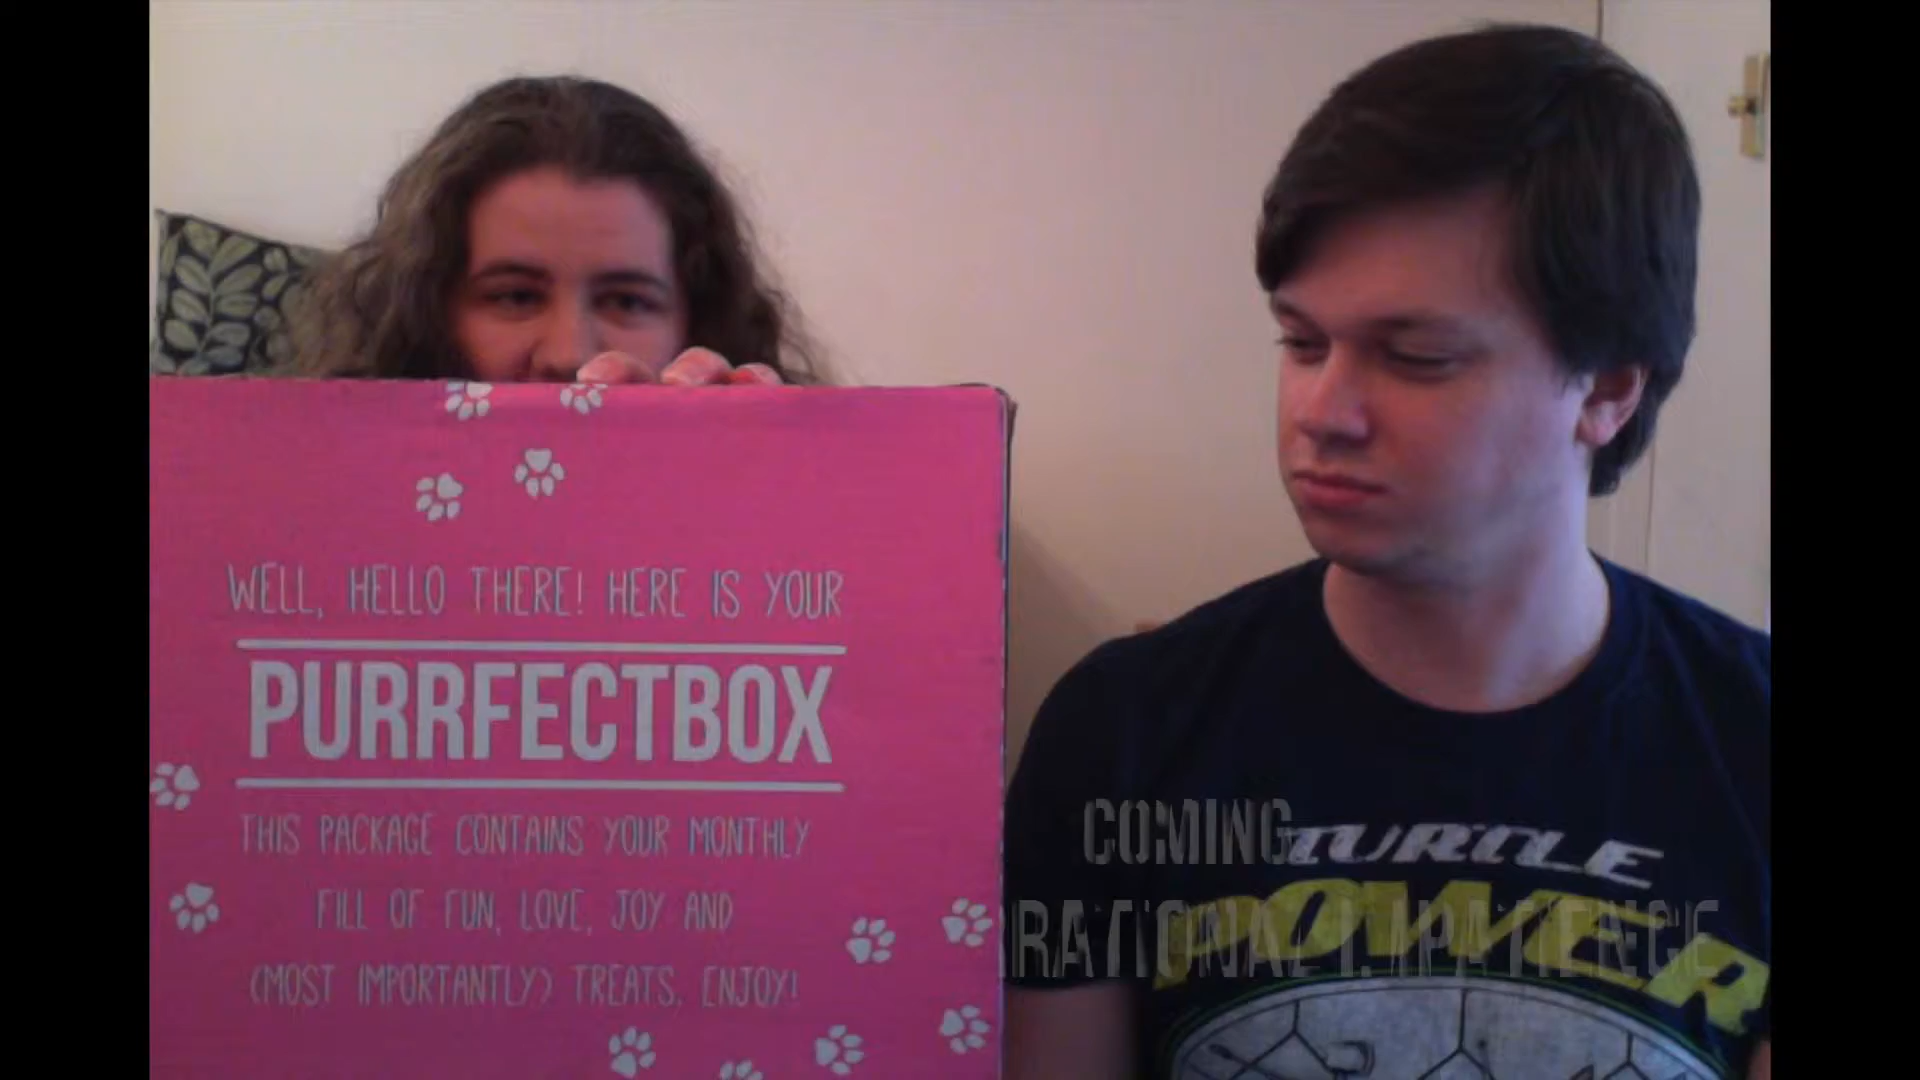 WELL, HELLO THERE! HERE IS YOUR
PURRFECTBOX
THIS PACKAGE CONTAINS YOUR MONTHLY
FILL OF FUN, LOVE, JOY AND
(MOST IMPORTANTLY) TREATS. ENJOY!
COMING
TURTLE
POWER